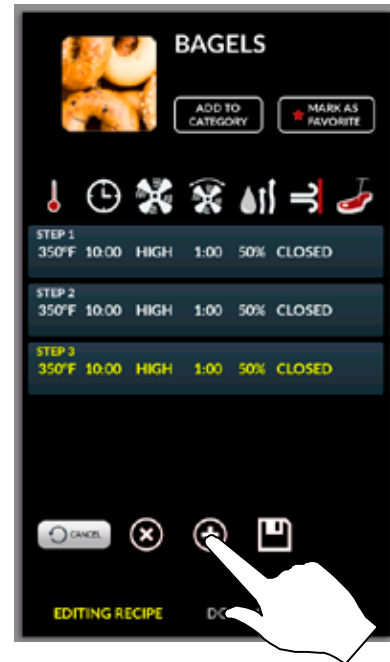 BAGELS
ADD TO
CATEGORY
MARK AS
FAVORITE
STEP 1
350°F 10:00 HIGH 1:00 50% CLOSED
STEP 2
350°F 10:00 HIGH 1:00 50% CLOSED
STEP 3
350°F 10:00 HIGH 1:00 50% CLOSED
CANCEL
EDITING RECIPE